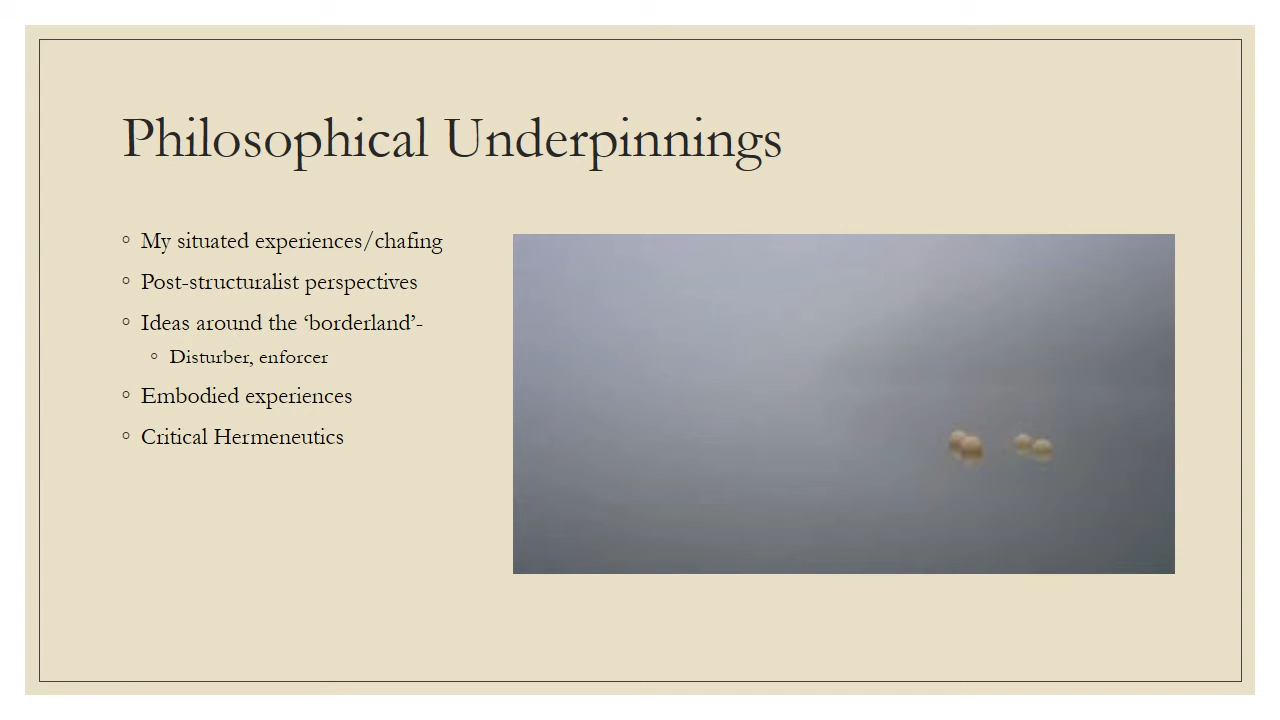 Philosophical Underpinnings
◦ My situated experiences/chafing
◦ Post-structuralist perspectives
◦ Ideas around the ‘borderland’-
◦ Disturber, enforcer
◦ Embodied experiences
◦ Critical Hermeneutics